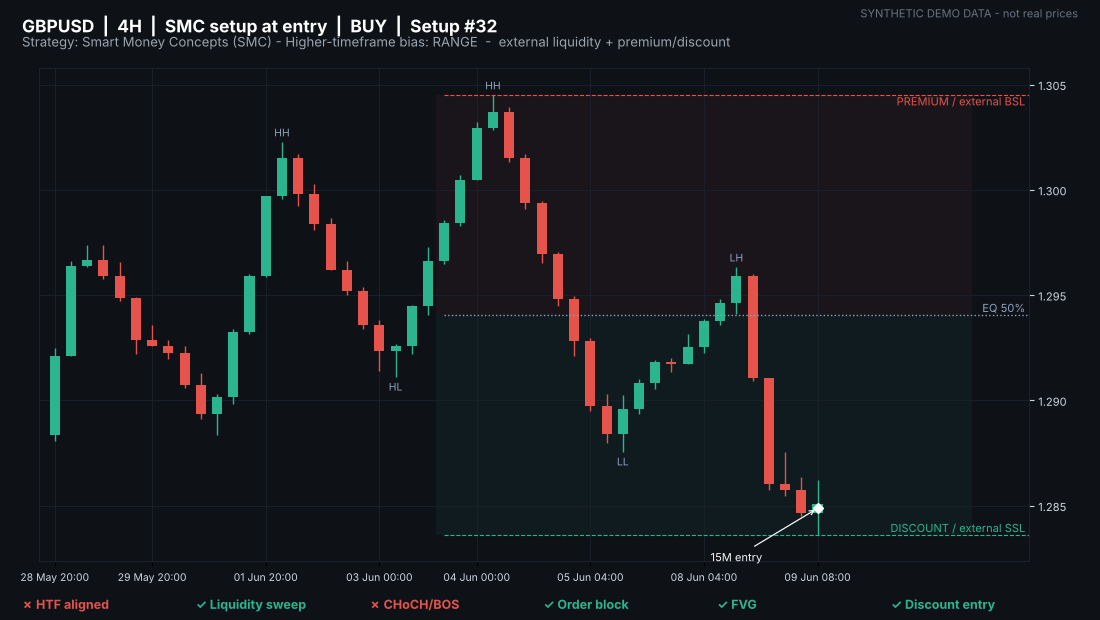 SYNTHETIC DEMO DATA - not real prices
GBPUSD | 4H | SMC setup at entry | BUY | Setup #32
Strategy: Smart Money Concepts (SMC) - Higher-timeframe bias: RANGE - external liquidity + premium/discount
HH
1.305
PREMIUM / external BSL
HH
1.300
LH
1.295
EQ 50%
HL
1.290
LL
1.285
DISCOUNT / external SSL
15M entry
28 May 20:00 29 May 20:00 01 Jun 20:00 03 Jun 00:00 04 Jun 00:00 05 Jun 04:00 08 Jun 04:00 09 Jun 08:00
× HTF aligned ✓ Liquidity sweep × CHoCH/BOS ✓ Order block ✓ FVG ✓ Discount entry